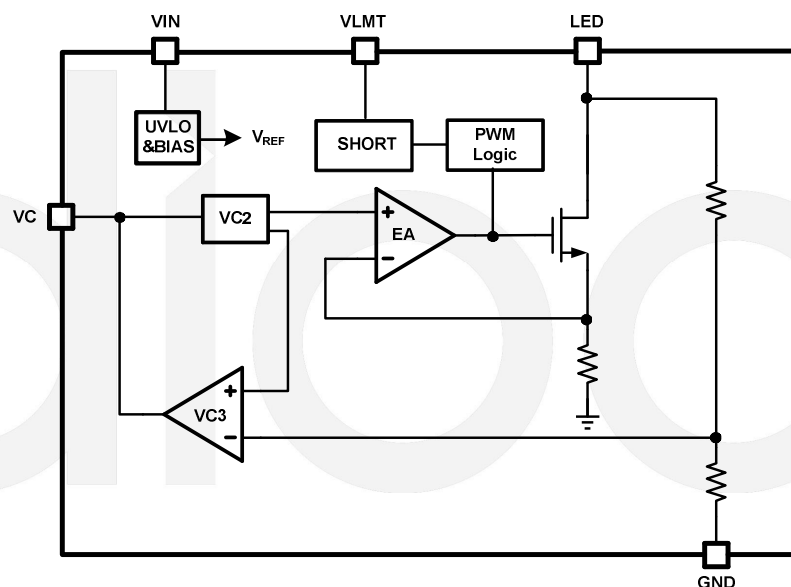 VIN
VLMT
LED
UVLO
&BIAS
VREF
SHORT
PWM
Logic
VC
VC2
+
EA
−
+
VC3
−
GND